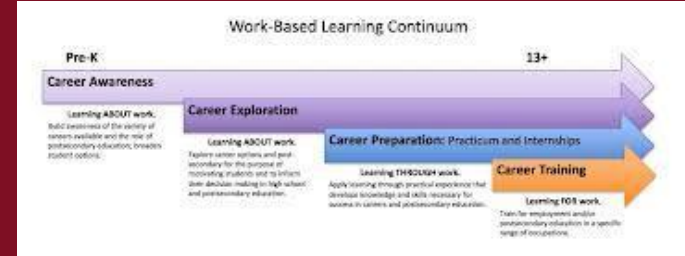 Work-Based Learning Continuum
Pre-K
13+
Career Awareness
Learning ABOUT work.
Build awareness of the variety of
careers available and the role of
postsecondary education; broaden
student options.
Career Exploration
Learning ABOUT work.
Explore career options and post-
secondary for the purpose of
motivating students and to inform
their decision making in high school
and postsecondary education.
Career Preparation: Practicum and Internships
Learning THROUGH work.
Apply learning through practical experience that
develops knowledge and skills necessary for
success in careers and postsecondary education.
Career Training
Learning FOR work.
Train for employment and/or
postsecondary education in a specific
range of occupations.